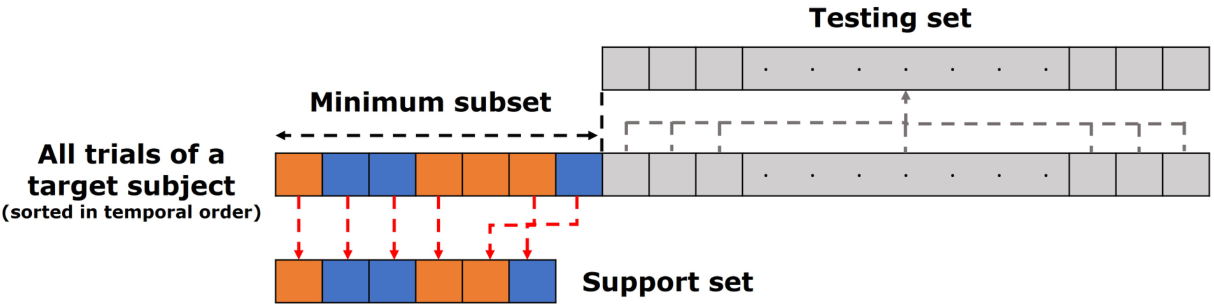 Testing set
Minimum subset
All trials of a
target subject
(sorted in temporal order)
Support set